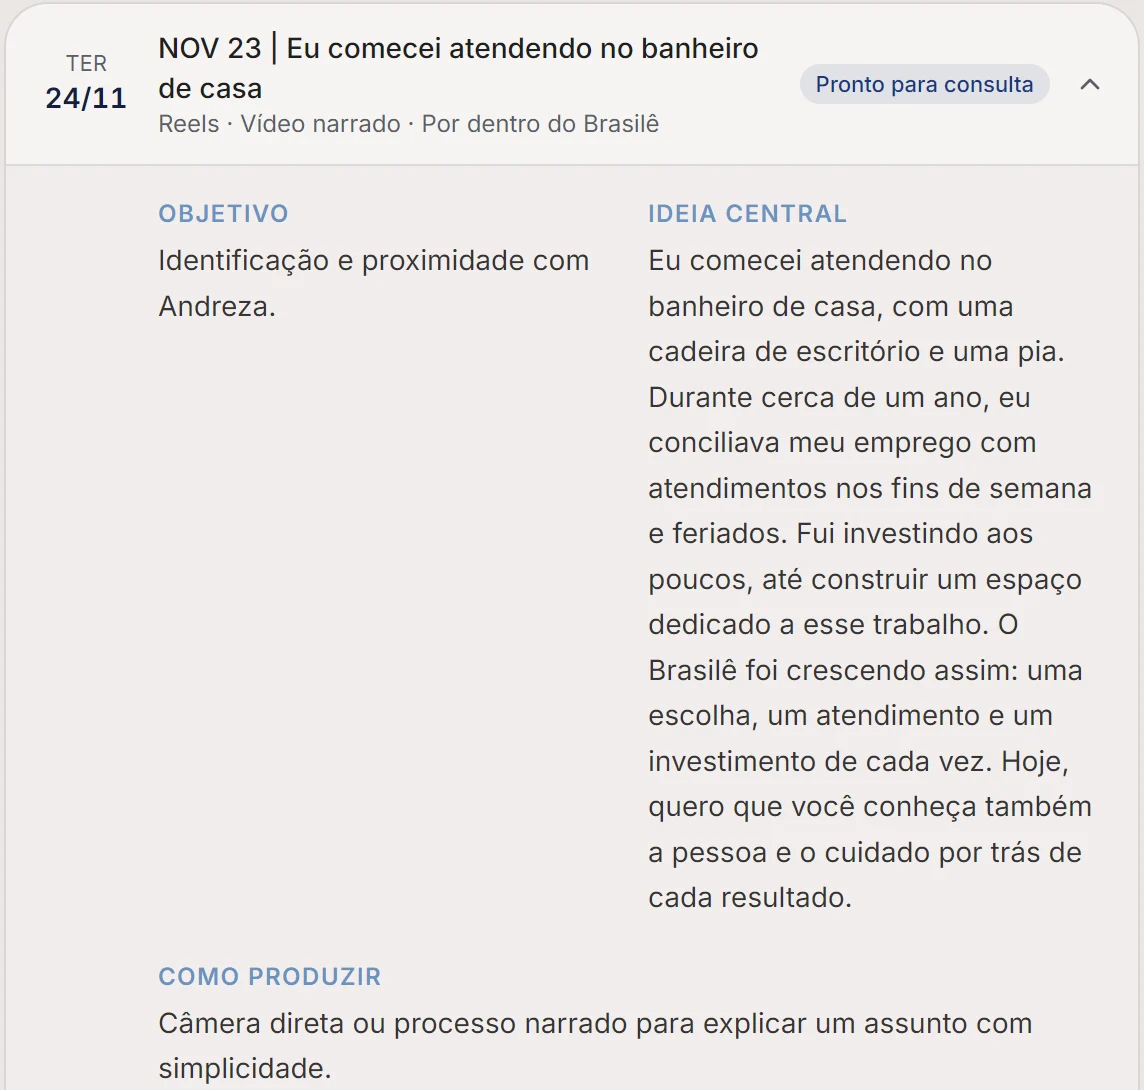 TER
24/11
NOV 23 | Eu comecei atendendo no banheiro
de casa
Reels · Vídeo narrado · Por dentro do Brasilê
Pronto para consulta
OBJETIVO
Identificação e proximidade com
Andreza.
IDEIA CENTRAL
Eu comecei atendendo no
banheiro de casa, com uma
cadeira de escritório e uma pia.
Durante cerca de um ano, eu
conciliava meu emprego com
atendimentos nos fins de semana
e feriados. Fui investindo aos
poucos, até construir um espaço
dedicado a esse trabalho. O
Brasilê foi crescendo assim: uma
escolha, um atendimento e um
investimento de cada vez. Hoje,
quero que você conheça também
a pessoa e o cuidado por trás de
cada resultado.
COMO PRODUZIR
Câmera direta ou processo narrado para explicar um assunto com
simplicidade.